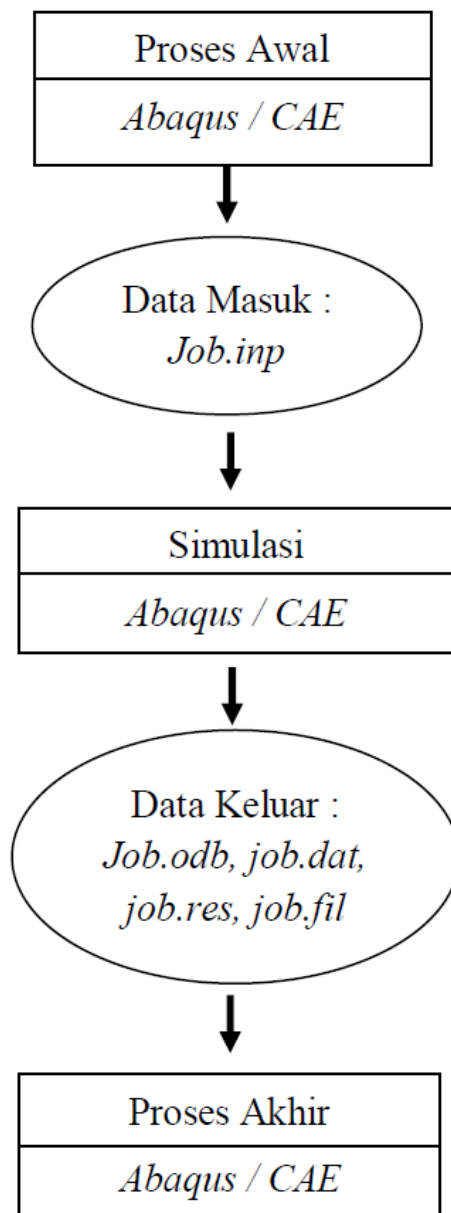 Proses Awal
Abaqus / CAE
Data Masuk :
Job.inp
Simulasi
Abaqus / CAE
Data Keluar :
Job.odb, job.dat,
job.res, job.fil
Proses Akhir
Abaqus / CAE